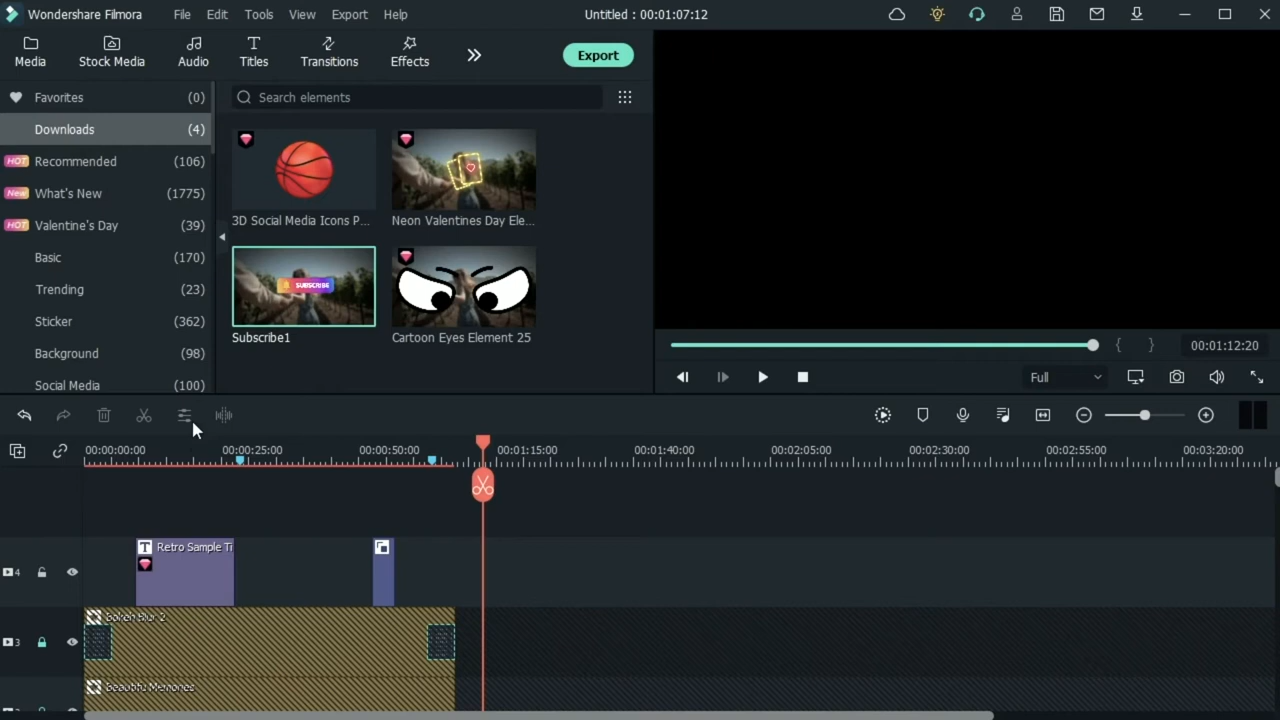 Wondershare Filmora File Edit Tools View Export Help Untitled : 00:01:07:12
Media Stock Media Audio Titles Transitions Effects Export
Favorites (0)
Downloads (4)
HOT Recommended (106)
New What's New (1775)
HOT Valentine's Day (39)
Basic (170)
Trending (23)
Sticker (362)
Background (98)
Social Media (100)
Search elements
3D Social Media Icons P... Neon Valentines Day Ele...
SUBSCRIBE
Subscribe1 Cartoon Eyes Element 25
{ } 00:01:12:20
Full
00:00:00:00 00:00:25:00 00:00:50:00 00:01:15:00 00:01:40:00 00:02:05:00 00:02:30:00 00:02:55:00 00:03:20:00
4 T Retro Sample Ti
Bokeh Blur 2
3
Beautiful Memories